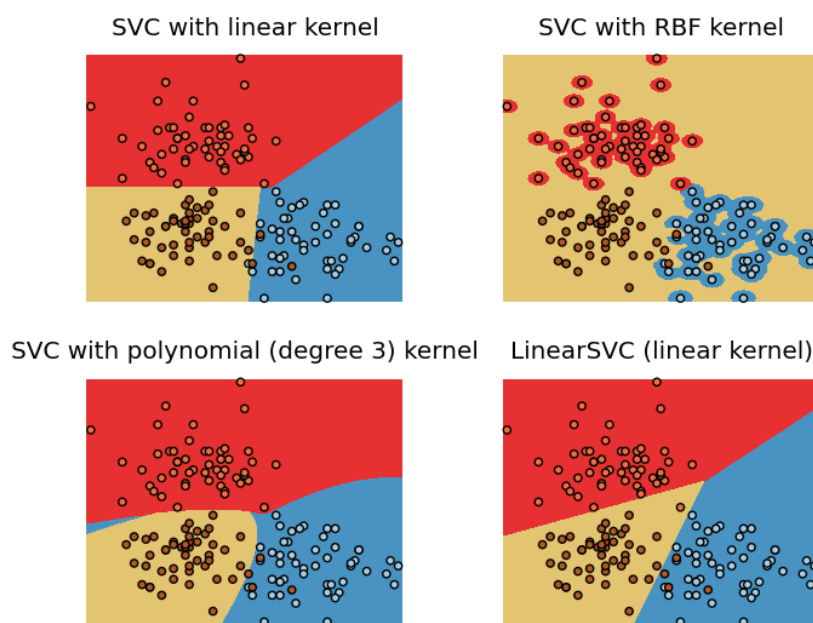 SVC with linear kernel
SVC with RBF kernel
SVC with polynomial (degree 3) kernel
LinearSVC (linear kernel)